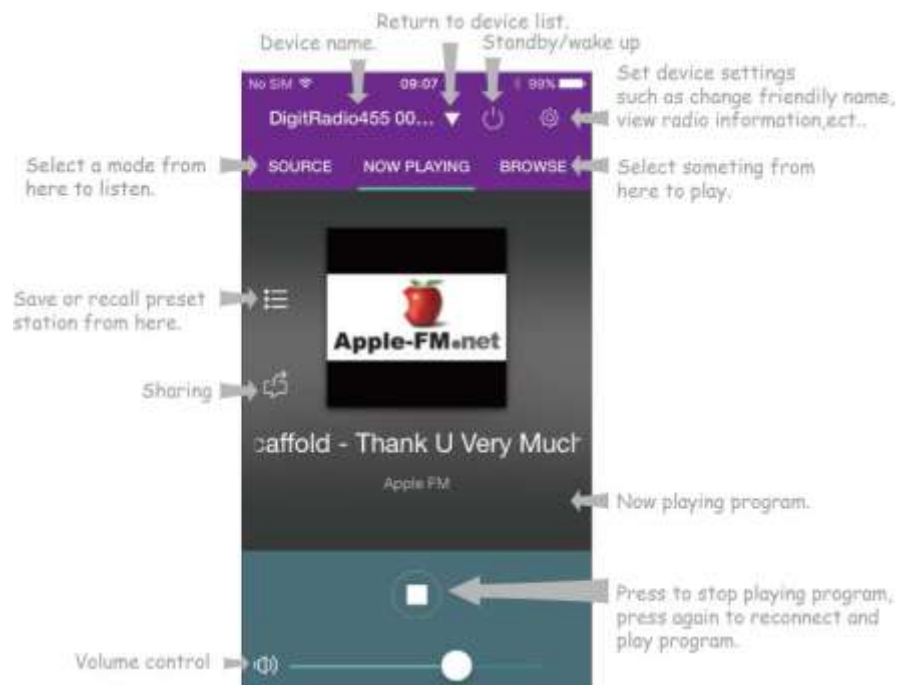 Return to device list.
Device name.
Standby/wake up
No SIM
09:07
99%
Set device settings
such as change friendily name,
view radio information,ect..
DigitRadio455 00...
Select a mode from
here to listen.
SOURCE
NOW PLAYING
BROWSE
Select someting from
here to play.
Save or recall preset
station from here.
Apple-FM.net
Sharing
caffold - Thank U Very Much
Apple FM
Now playing program.
Press to stop playing program,
press again to reconnect and
play program.
Volume control